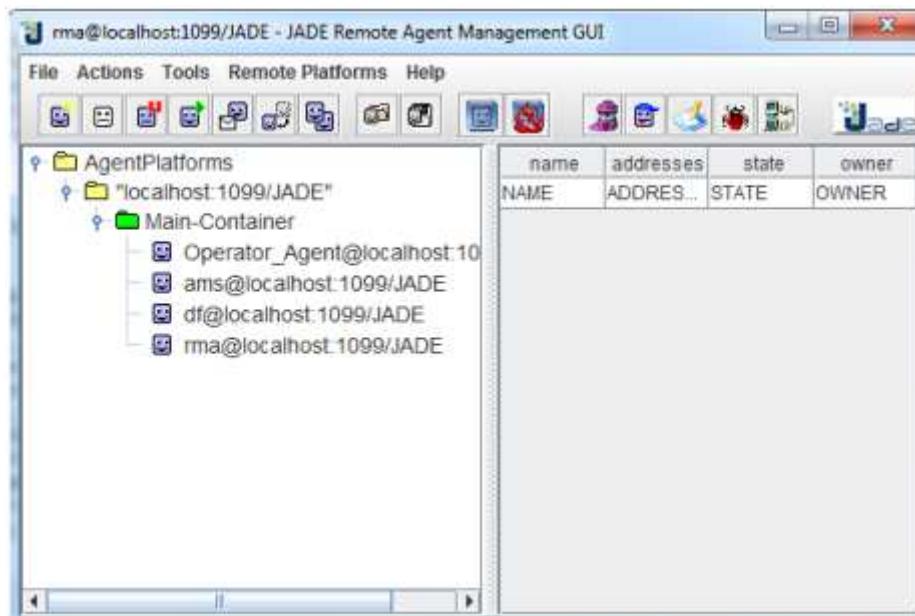 rma@localhost:1099/JADE - JADE Remote Agent Management GUI
File Actions Tools Remote Platforms Help
Jade
AgentPlatforms
"localhost:1099/JADE"
Main-Container
Operator_Agent@localhost:10
ams@localhost:1099/JADE
df@localhost:1099/JADE
rma@localhost:1099/JADE
name addresses state owner
NAME ADDRES... STATE OWNER